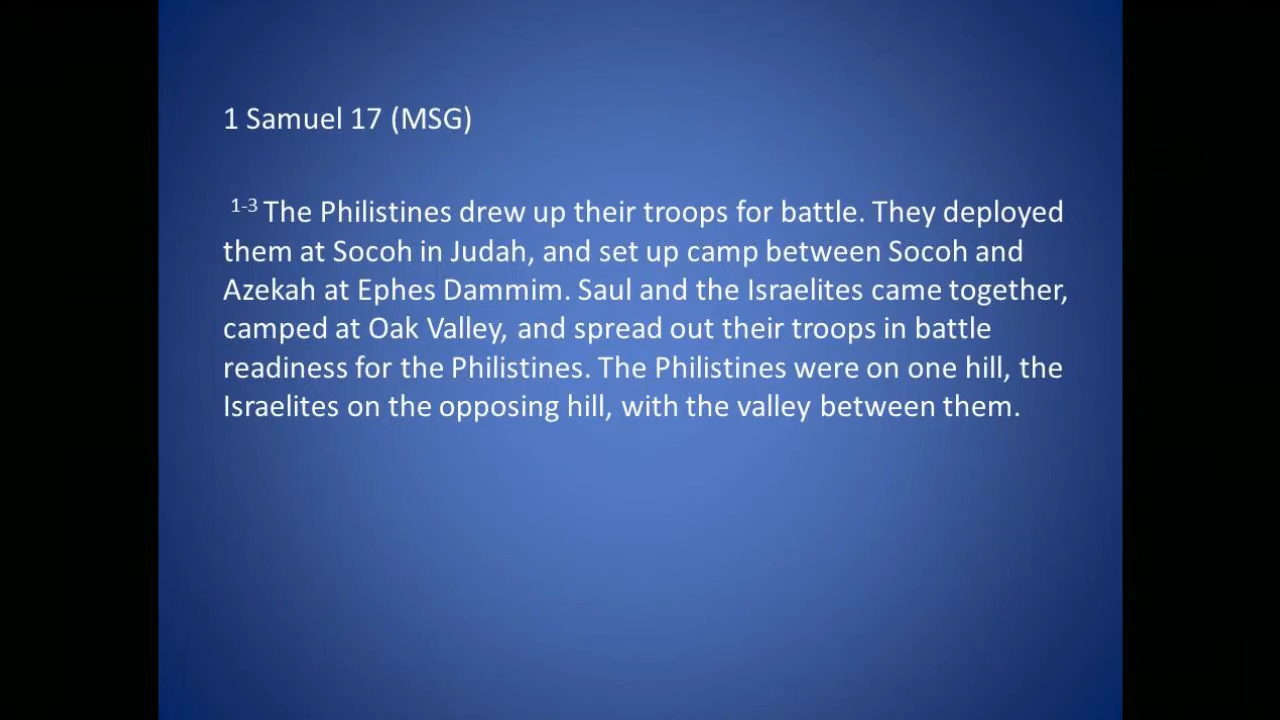 1 Samuel 17 (MSG)
1-3 The Philistines drew up their troops for battle. They deployed
them at Socoh in Judah, and set up camp between Socoh and
Azekah at Ephes Dammim. Saul and the Israelites came together,
camped at Oak Valley, and spread out their troops in battle
readiness for the Philistines. The Philistines were on one hill, the
Israelites on the opposing hill, with the valley between them.